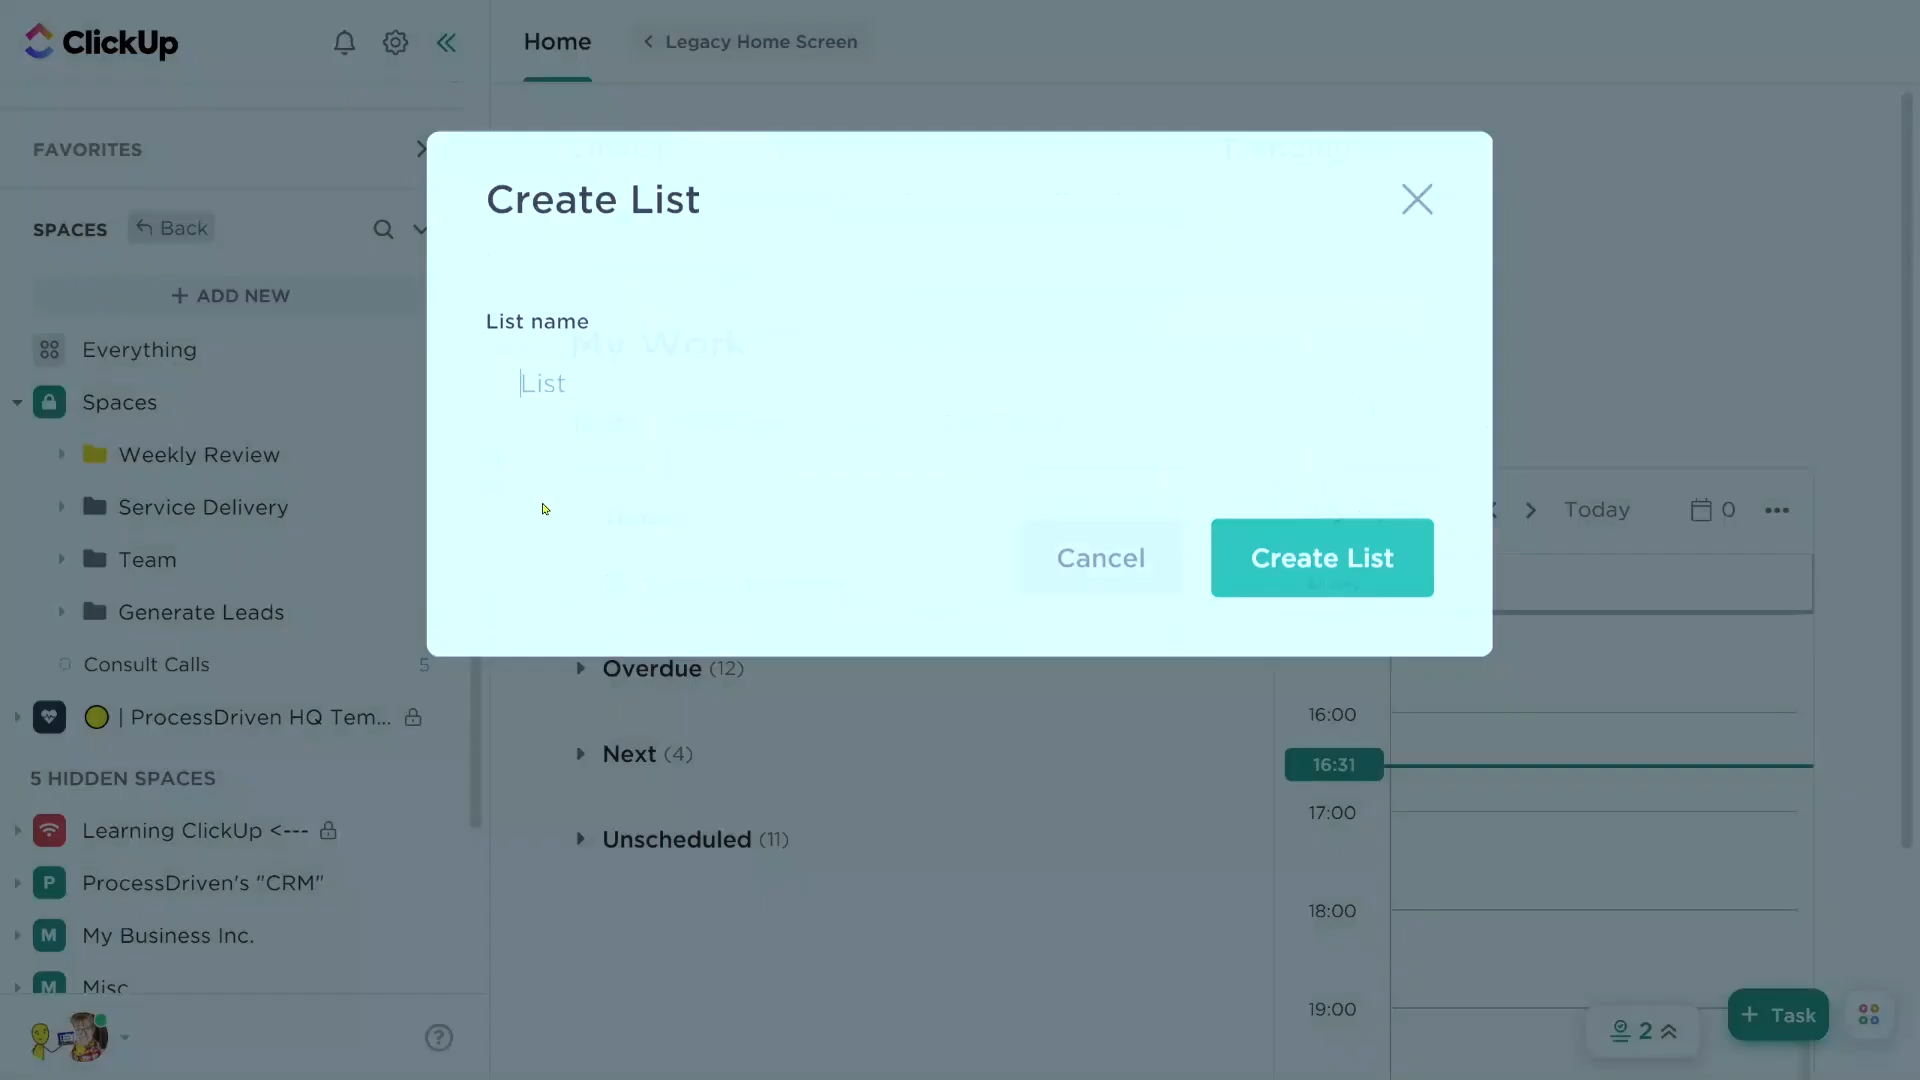 ClickUp
Home
Legacy Home Screen
FAVORITES
SPACES
Back
ADD NEW
Everything
Spaces
Weekly Review
Service Delivery
Team
Generate Leads
Consult Calls
5
| ProcessDriven HQ Tem...
5 HIDDEN SPACES
Learning ClickUp <---
P
ProcessDriven's "CRM"
M
My Business Inc.
M
Misc
Create List
List name
My Work
List
Cancel
Create List
Today
0
Overdue (12)
Next (4)
Unscheduled (11)
16:00
16:31
17:00
18:00
19:00
2
+ Task
?